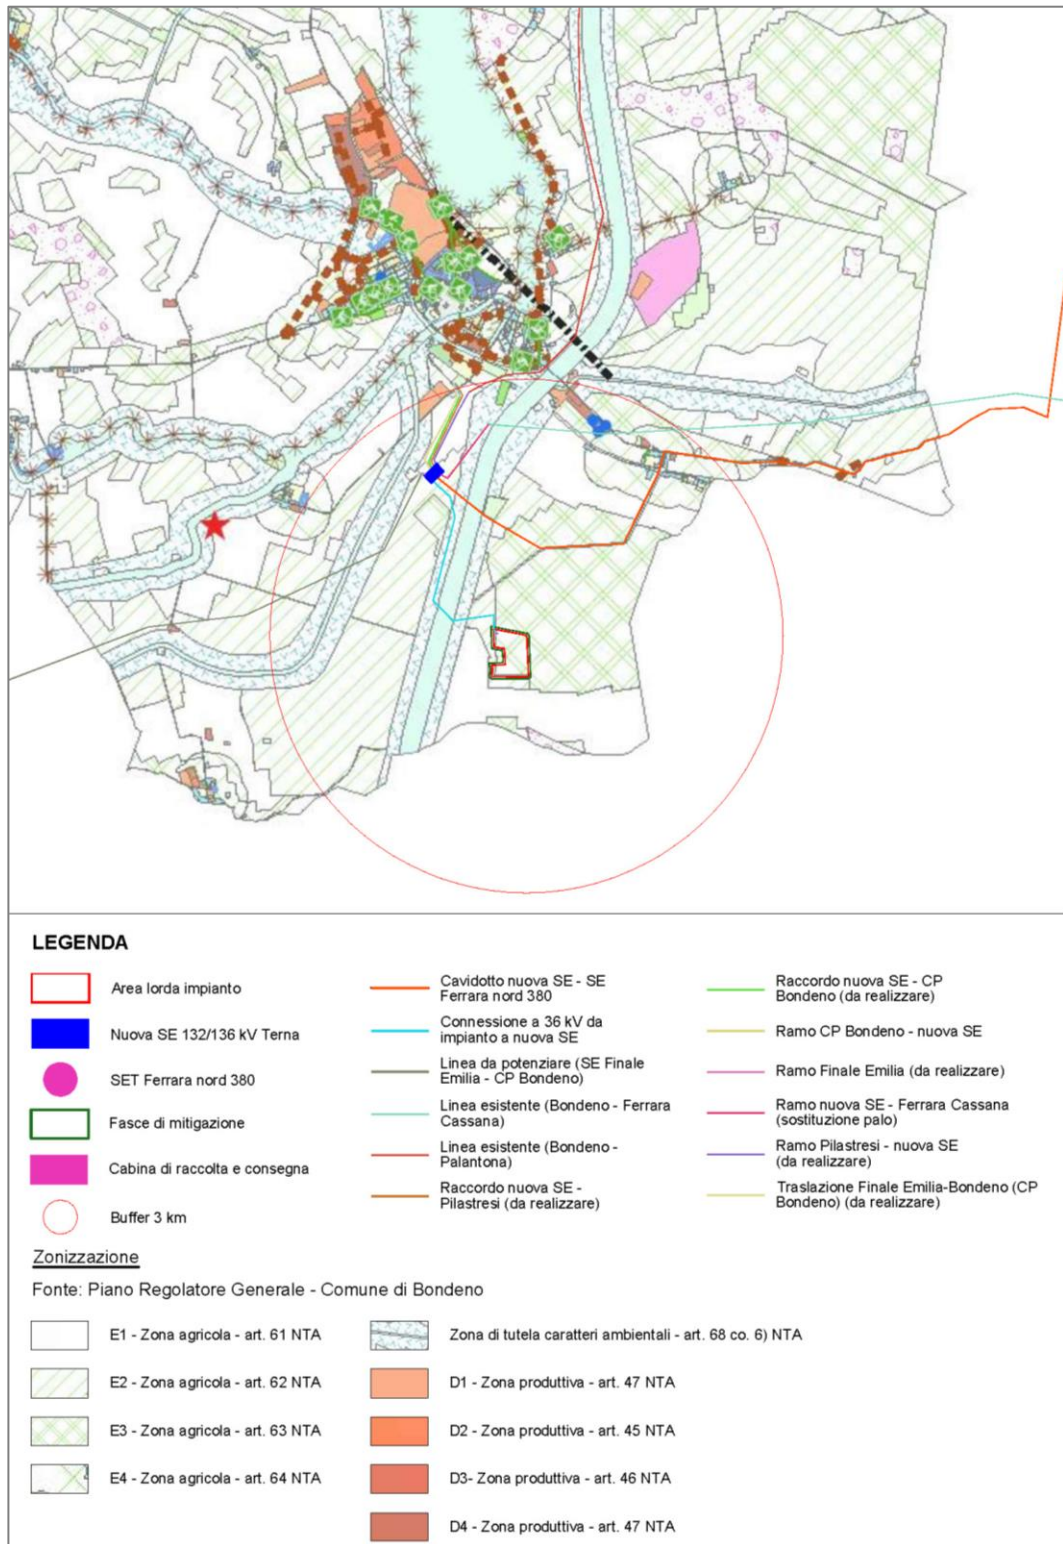 LEGENDA
Area lorda impianto
Nuova SE 132/136 kV Terna
SET Ferrara nord 380
Fasce di mitigazione
Cabina di raccolta e consegna
Buffer 3 km
Cavidotto nuova SE - SE
Ferrara nord 380
Connessione a 36 kV da
impianto a nuova SE
Linea da potenziare (SE Finale
Emilia - CP Bondeno)
Linea esistente (Bondeno - Ferrara
Cassana)
Linea esistente (Bondeno -
Palantona)
Raccordo nuova SE -
Pilastresi (da realizzare)
Raccordo nuova SE - CP
Bondeno (da realizzare)
Ramo CP Bondeno - nuova SE
Ramo Finale Emilia (da realizzare)
Ramo nuova SE - Ferrara Cassana
(sostituzione palo)
Ramo Pilastresi - nuova SE
(da realizzare)
Traslazione Finale Emilia-Bondeno (CP
Bondeno) (da realizzare)
Zonizzazione
Fonte: Piano Regolatore Generale - Comune di Bondeno
E1 - Zona agricola - art. 61 NTA
E2 - Zona agricola - art. 62 NTA
E3 - Zona agricola - art. 63 NTA
E4 - Zona agricola - art. 64 NTA
Zona di tutela caratteri ambientali - art. 68 co. 6) NTA
D1 - Zona produttiva - art. 47 NTA
D2 - Zona produttiva - art. 45 NTA
D3- Zona produttiva - art. 46 NTA
D4 - Zona produttiva - art. 47 NTA